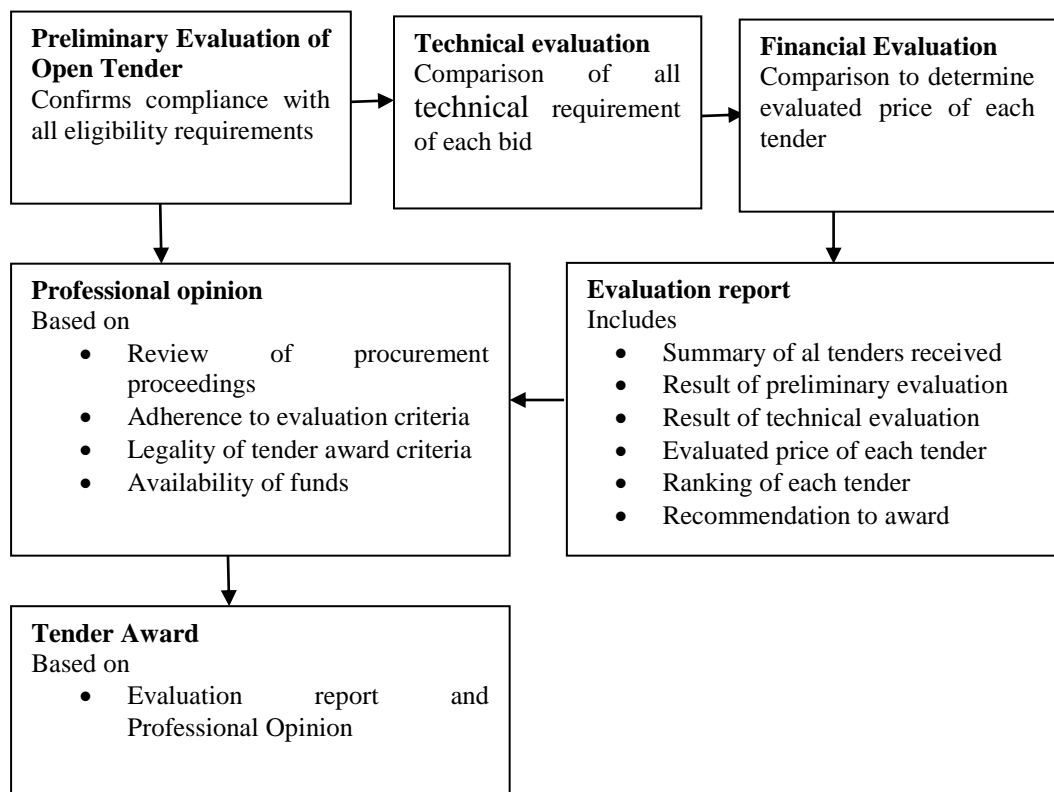 Preliminary Evaluation of
Open Tender
Confirms compliance with
all eligibility requirements
Technical evaluation
Comparison of all
technical requirement
of each bid
Financial Evaluation
Comparison to determine
evaluated price of each
tender
Professional opinion
Based on
• Review of procurement
proceedings
• Adherence to evaluation criteria
• Legality of tender award criteria
• Availability of funds
Evaluation report
Includes
• Summary of al tenders received
• Result of preliminary evaluation
• Result of technical evaluation
• Evaluated price of each tender
• Ranking of each tender
• Recommendation to award
Tender Award
Based on
• Evaluation report and
Professional Opinion